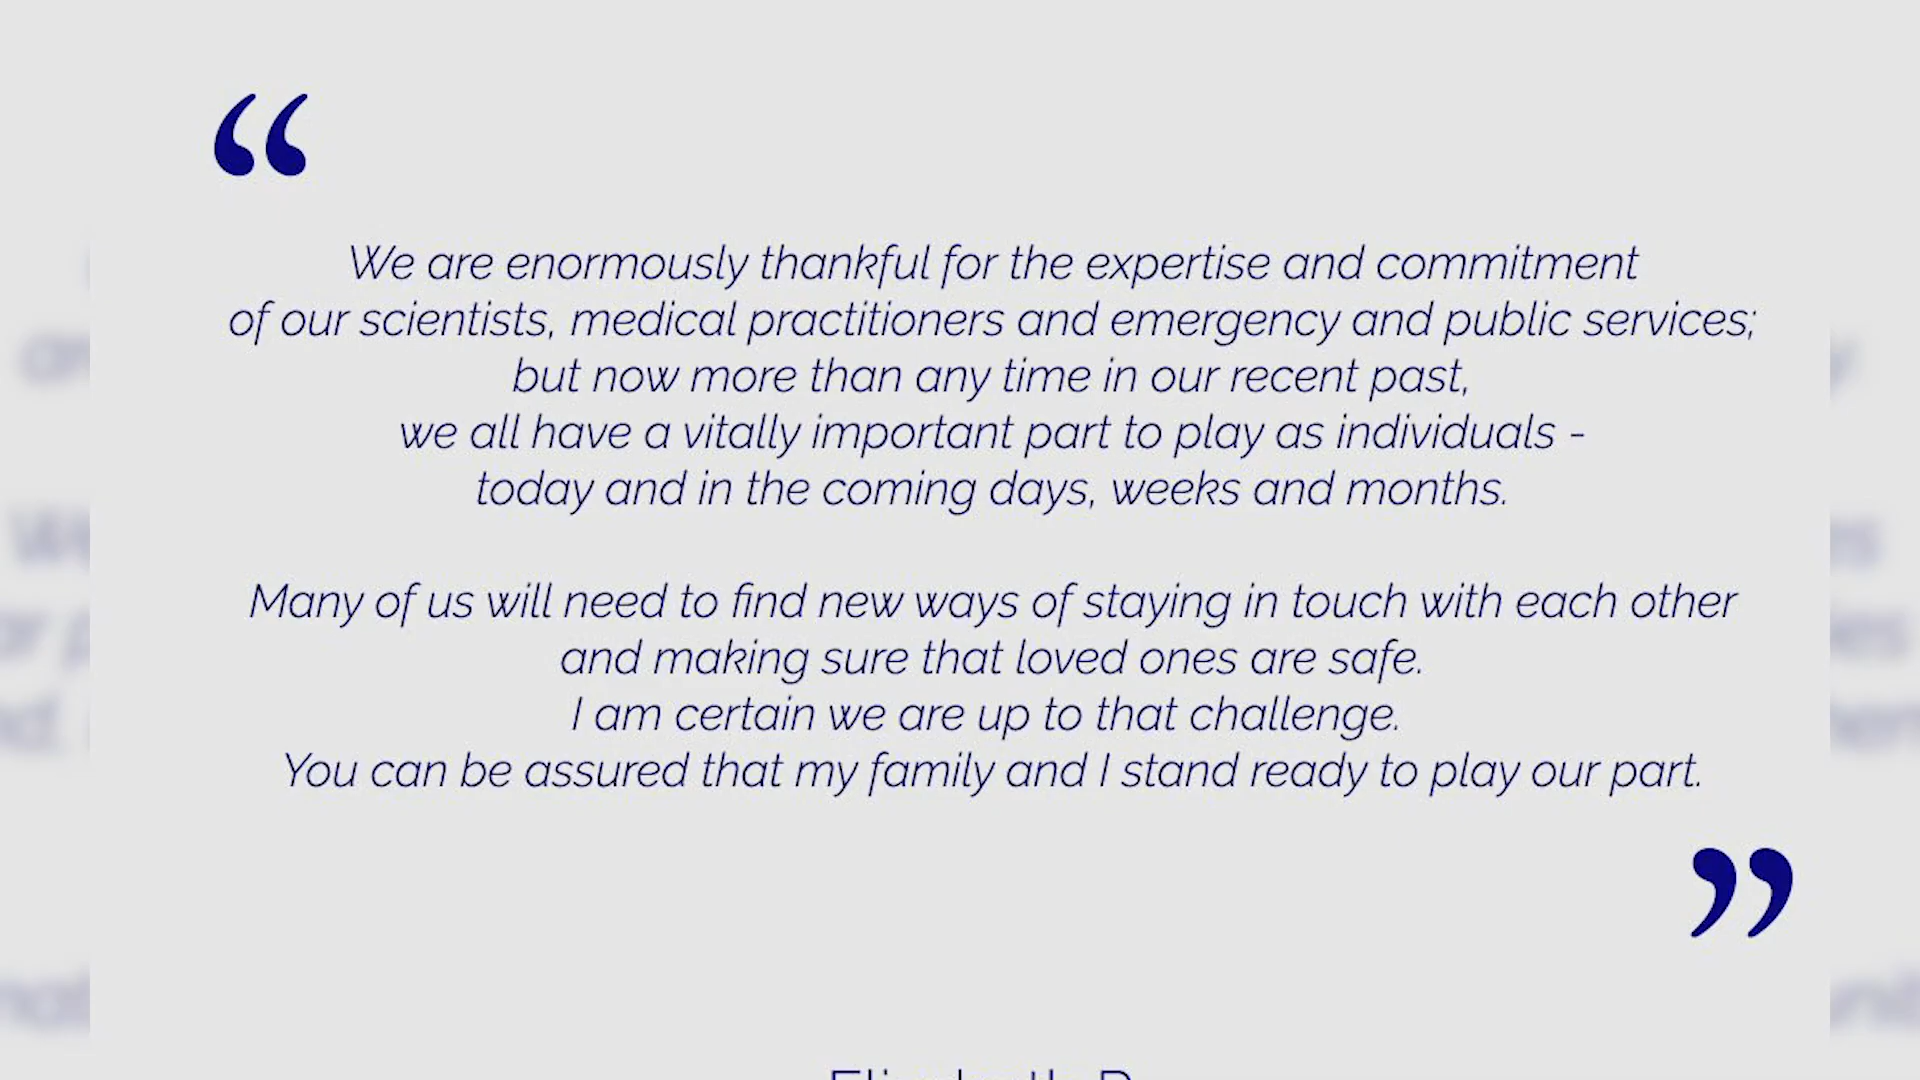 “
We are enormously thankful for the expertise and commitment
of our scientists, medical practitioners and emergency and public services;
but now more than any time in our recent past,
we all have a vitally important part to play as individuals -
today and in the coming days, weeks and months.
Many of us will need to find new ways of staying in touch with each other
and making sure that loved ones are safe.
I am certain we are up to that challenge.
You can be assured that my family and I stand ready to play our part.
”